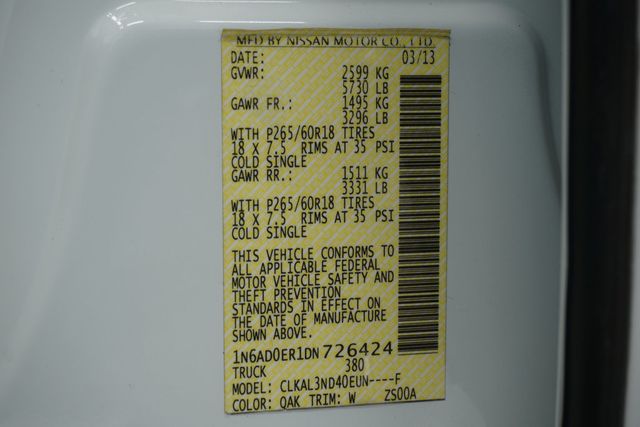 MFD BY NISSAN MOTOR CO., LTD.
DATE: 03/13
GVWR: 2599 KG
5730 LB
GAWR FR.: 1495 KG
3296 LB
WITH P265/60R18 TIRES
18 X 7.5 RIMS AT 35 PSI
COLD SINGLE
GAWR RR.: 1511 KG
3331 LB
WITH P265/60R18 TIRES
18 X 7.5 RIMS AT 35 PSI
COLD SINGLE
THIS VEHICLE CONFORMS TO
ALL APPLICABLE FEDERAL
MOTOR VEHICLE SAFETY AND
THEFT PREVENTION
STANDARDS IN EFFECT ON
THE DATE OF MANUFACTURE
SHOWN ABOVE.
1N6AD0ER1DN726424
TRUCK 380
MODEL: CLKAL3ND40EUN----F
COLOR: QAK TRIM: W ZS00A